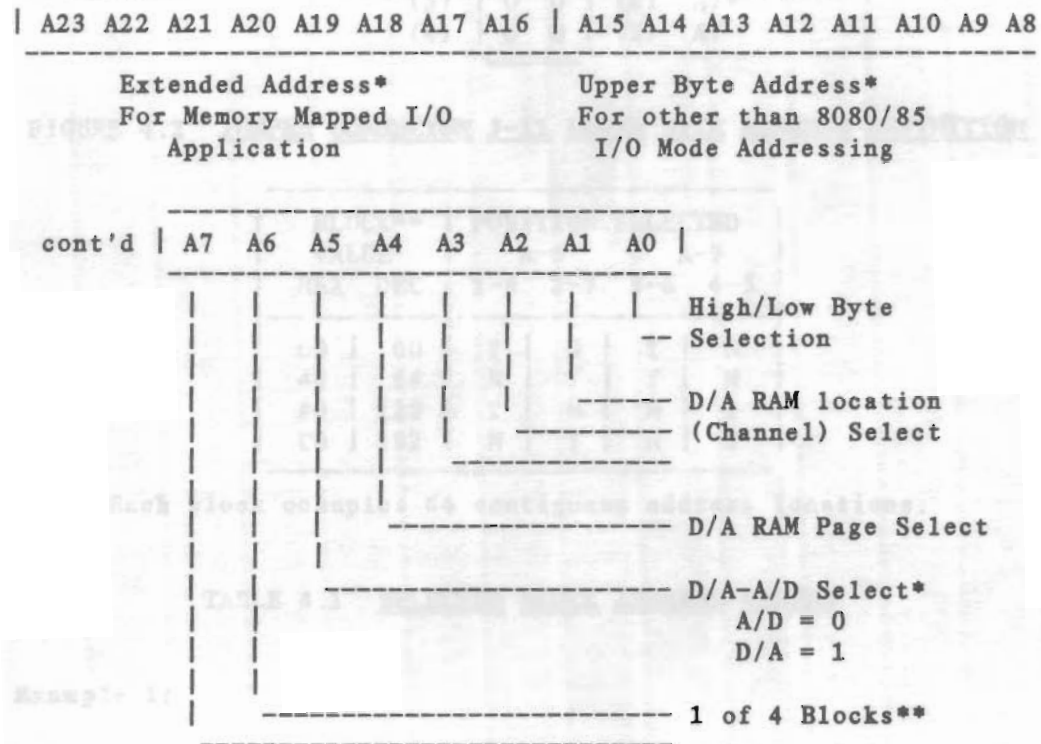 | A23 A22 A21 A20 A19 A18 A17 A16 | A15 A14 A13 A12 A11 A10 A9 A8
Extended Address*
For Memory Mapped I/O
Application
Upper Byte Address*
For other than 8080/85
I/O Mode Addressing
cont'd | A7 A6 A5 A4 A3 A2 A1 A0 |
High/Low Byte
Selection
D/A RAM location
(Channel) Select
D/A RAM Page Select
D/A-A/D Select*
A/D = 0
D/A = 1
1 of 4 Blocks**